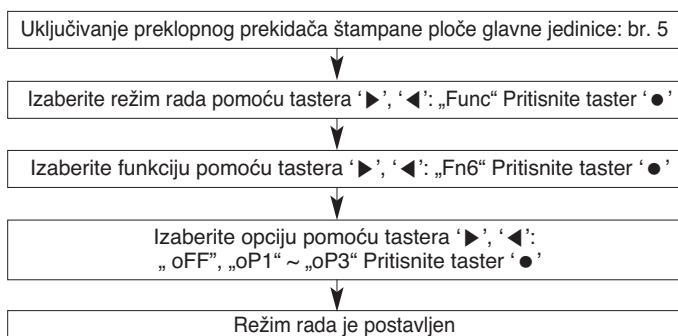 Uključivanje preklopnog prekidača štampane ploče glavne jedinice: br. 5
Izaberite režim rada pomoću tastera ‘▶’, ‘◀’: „Func“ Pritisnite taster ‘●’
Izaberite funkciju pomoću tastera ‘▶’, ‘◀’: „Fn6“ Pritisnite taster ‘●’
Izaberite opciju pomoću tastera ‘▶’, ‘◀’:
„ oFF”, „oP1“ ~ „oP3“ Pritisnite taster ‘●’
Režim rada je postavljen